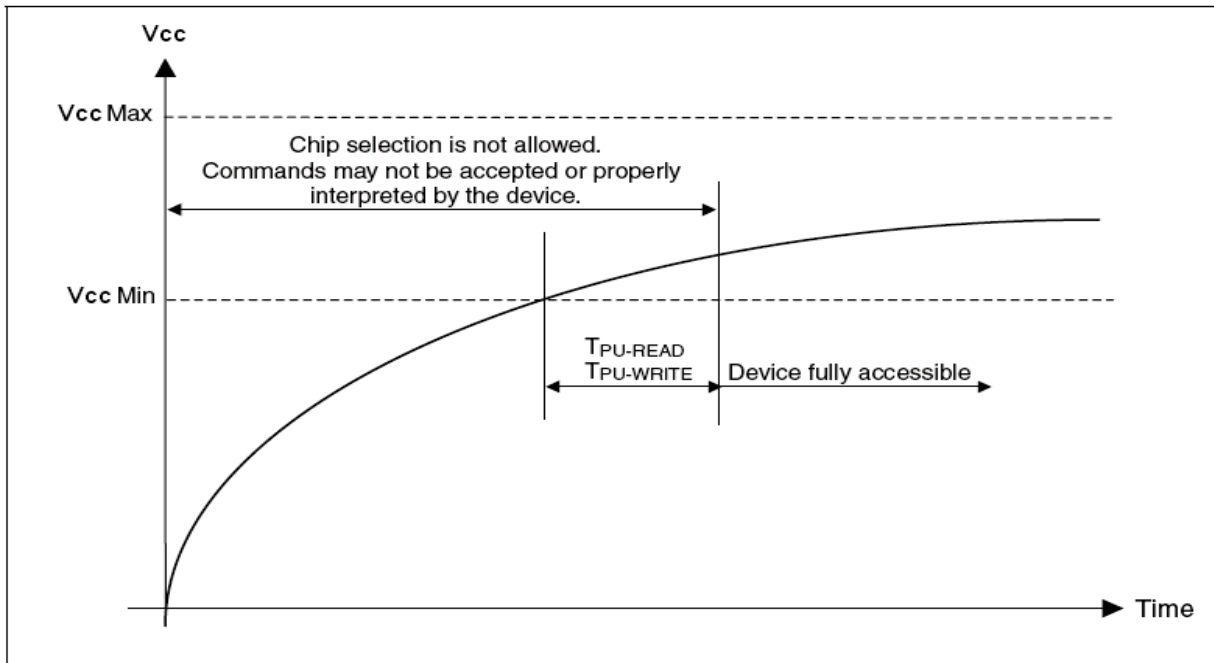 Vcc
Vcc Max
Chip selection is not allowed.
Commands may not be accepted or properly
interpreted by the device.
Vcc Min
TPU-READ
TPU-WRITE
Device fully accessible
Time